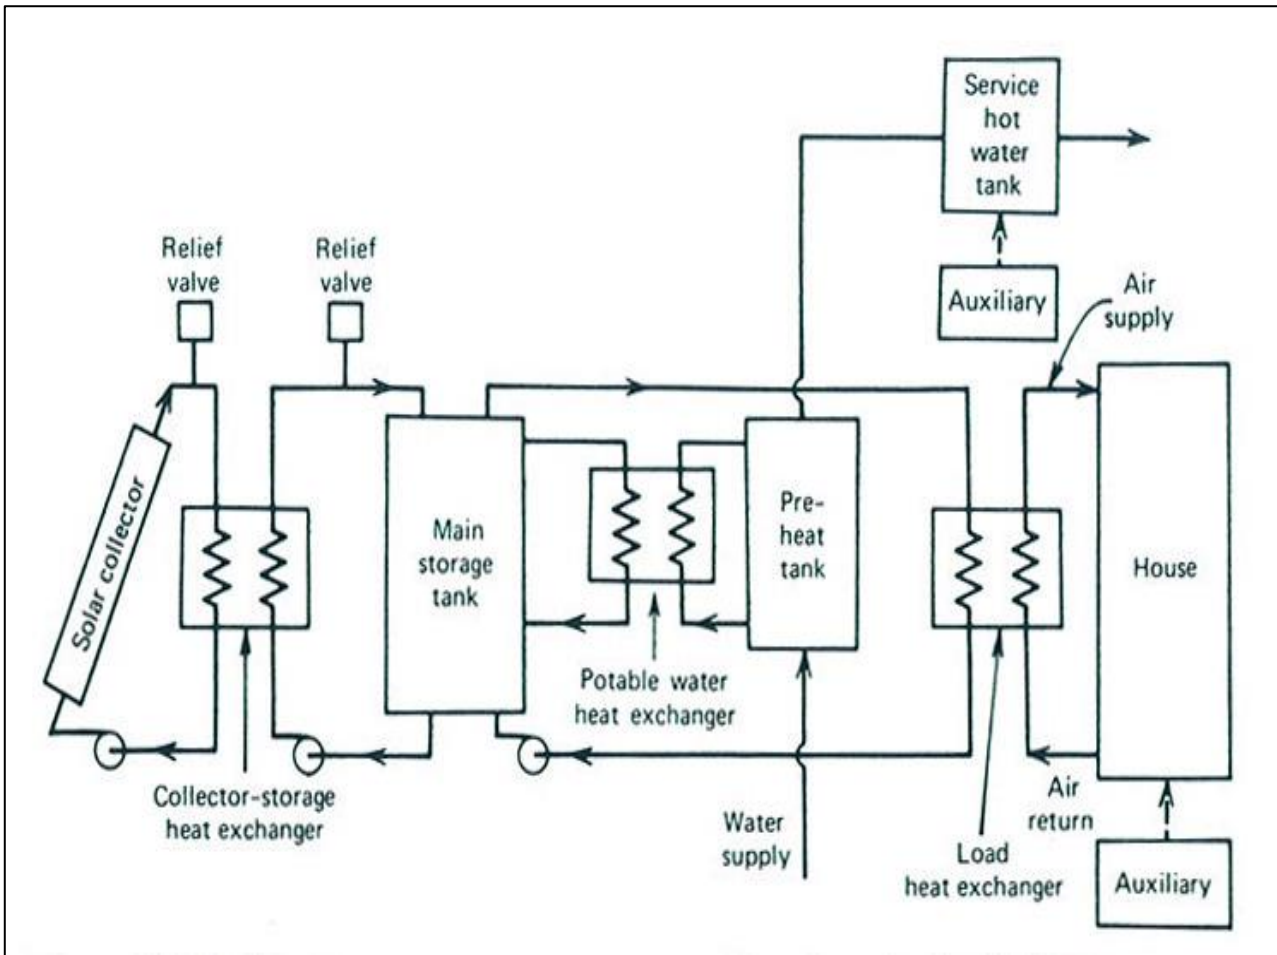 Service
hot
water
tank
Relief
valve
Relief
valve
Auxiliary
Air
supply
Solar collector
Main
storage
tank
Pre-
heat
tank
House
Potable water
heat exchanger
Collector-storage
heat exchanger
Water
supply
Load
heat exchanger
Air
return
Auxiliary